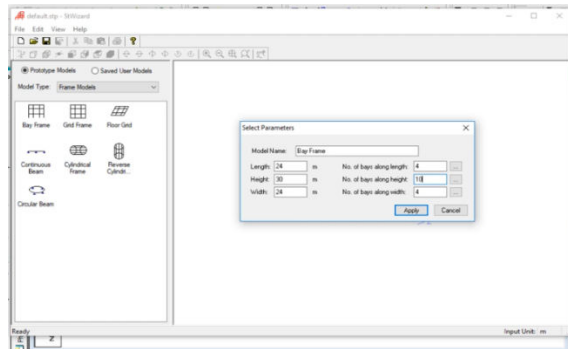 default.stp - StWizard
File Edit View Help
Prototype Models Saved User Models
Model Type: Frame Models
Bay Frame Grid Frame Floor Grid
Continuous Beam Cylindrical Frame Reverse Cylindri...
Circular Beam
Select Parameters
Model Name: Bay Frame
Length: 24 m No. of bays along length: 4 ...
Height: 30 m No. of bays along height: 10 ...
Width: 24 m No. of bays along width: 4 ...
Apply Cancel
Ready Input Unit: m